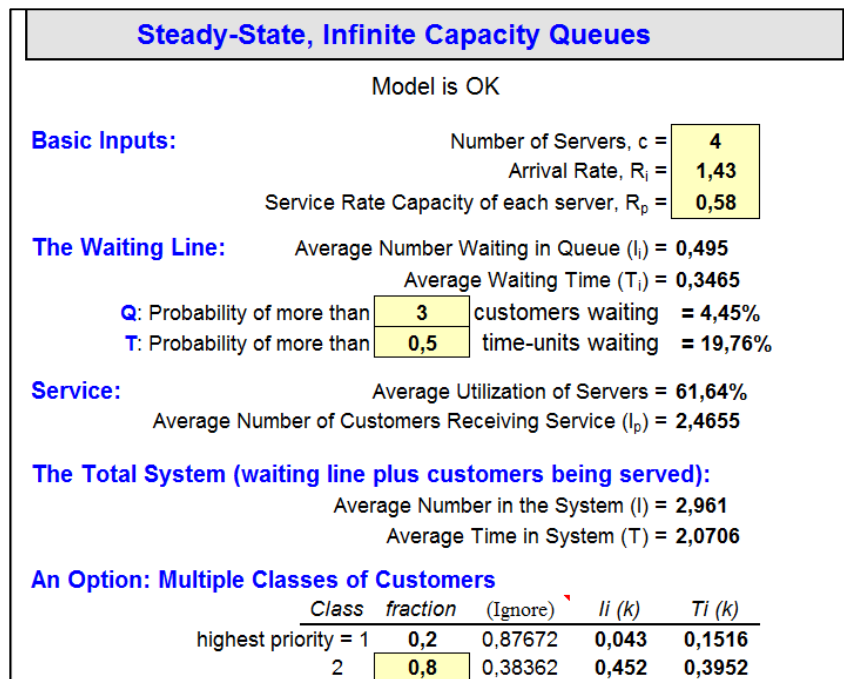 Steady-State, Infinite Capacity Queues
Model is OK
Basic Inputs: Number of Servers, c = 4
Arrival Rate, Ri = 1,43
Service Rate Capacity of each server, Rp = 0,58
The Waiting Line: Average Number Waiting in Queue (Ii) = 0,495
Average Waiting Time (Ti) = 0,3465
Q: Probability of more than 3 customers waiting = 4,45%
T: Probability of more than 0,5 time-units waiting = 19,76%
Service: Average Utilization of Servers = 61,64%
Average Number of Customers Receiving Service (Ip) = 2,4655
The Total System (waiting line plus customers being served):
Average Number in the System (I) = 2,961
Average Time in System (T) = 2,0706
An Option: Multiple Classes of Customers
Class fraction (Ignore) Ii (k) Ti (k)
highest priority = 1 0,2 0,87672 0,043 0,1516
2 0,8 0,38362 0,452 0,3952